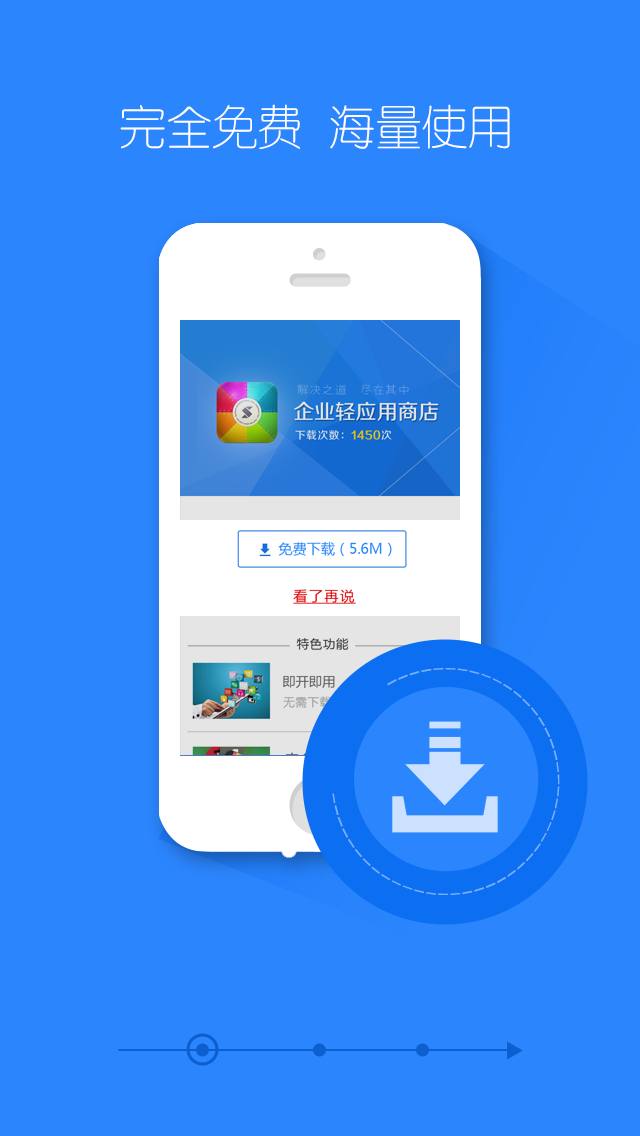 完全免费 海量使用
解决之道 尽在其中
企业轻应用商店
下载次数：1450次
免费下载（5.6M）
看了再说
特色功能
即开即用
无需下